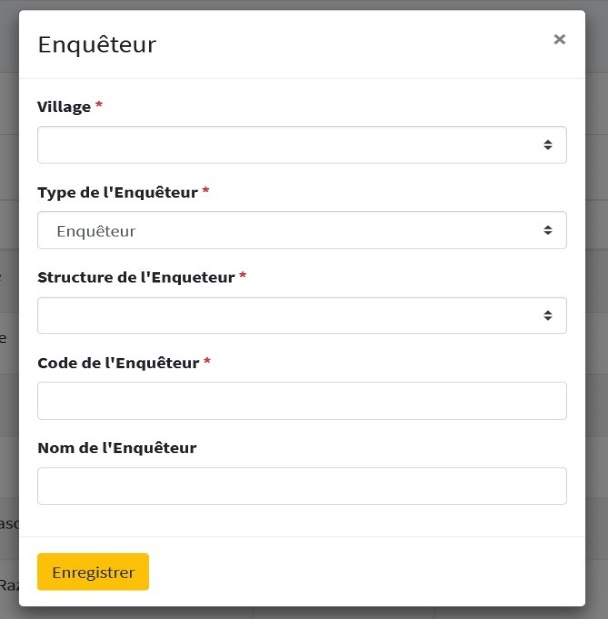 Enquêteur ×
Village *
Type de l'Enquêteur *
Enquêteur
Structure de l'Enqueteur *
Code de l'Enquêteur *
Nom de l'Enquêteur
Enregistrer